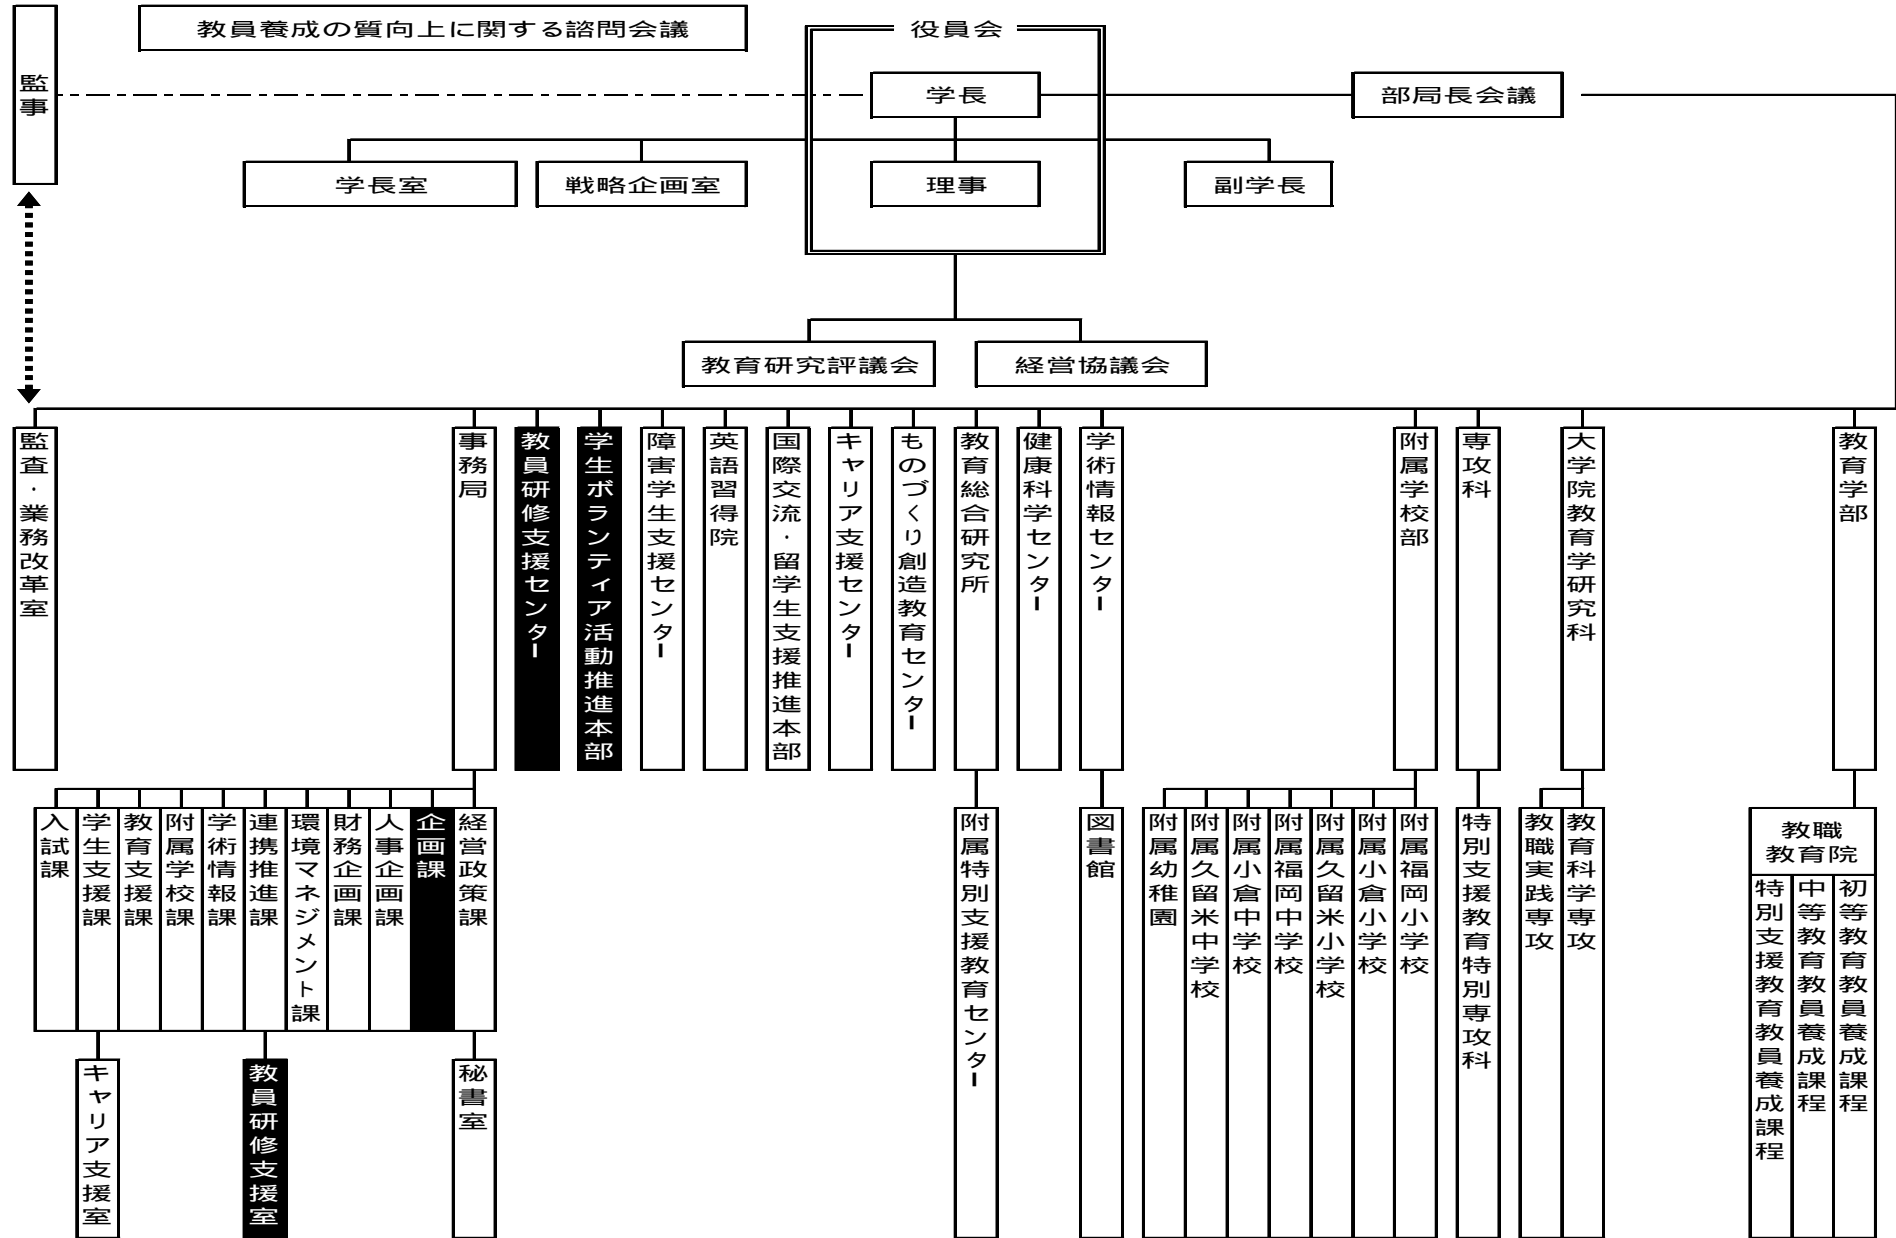 教員養成の質向上に関する諮問会議
役員会
監事
学長
部局長会議
学長室
戦略企画室
理事
副学長
教育研究評議会
経営協議会
監査・業務改革室
事務局
教員研修支援センター
学生ボランティア活動推進本部
障害学生支援センター
英語習得院
国際交流・留学生支援推進本部
キャリア支援センター
ものづくり創造教育センター
教育総合研究所
健康科学センター
学術情報センター
附属学校部
専攻科
大学院教育学研究科
教育学部
入試課
学生支援課
教育支援課
附属学校課
学術情報課
連携推進課
環境マネジメント課
財務企画課
人事企画課
企画課
経営政策課
附属特別支援教育センター
図書館
附属幼稚園
附属久留米中学校
附属小倉中学校
附属福岡中学校
附属久留米小学校
附属小倉小学校
附属福岡小学校
特別支援教育特別専攻科
教職実践専攻
教育科学専攻
教職
教育院
特別支援教育教員養成課程
中等教育教員養成課程
初等教育教員養成課程
キャリア支援室
教員研修支援室
秘書室